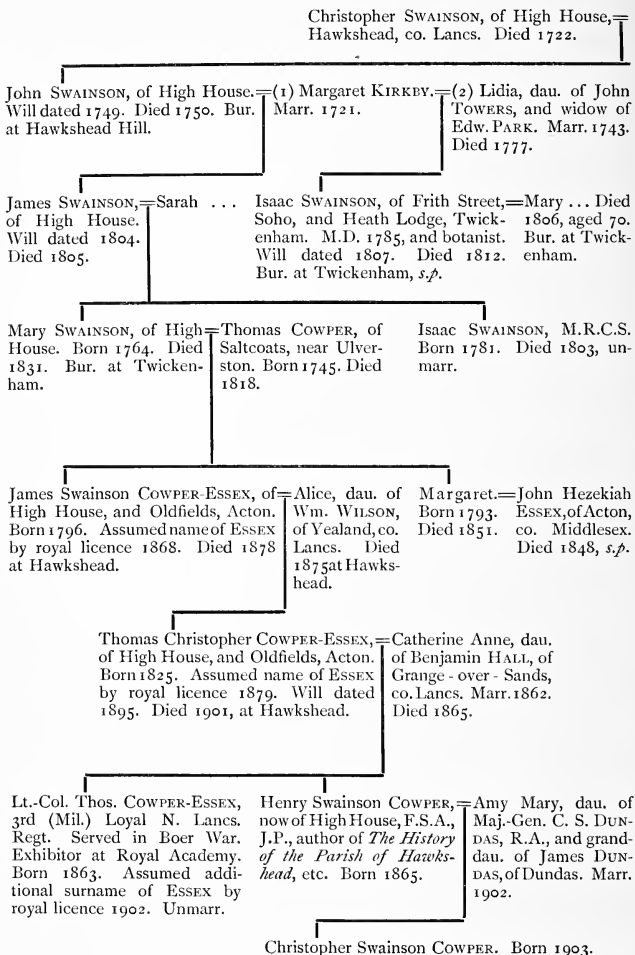 Christopher SWAINSON, of High House,=
Hawkshead, co. Lancs. Died 1722.
John SWAINSON, of High House.=(1) Margaret KIRKBY.=(2) Lidia, dau. of John
Will dated 1749. Died 1750. Bur. Marr. 1721. TOWERS, and widow of
at Hawkshead Hill. Edw. PARK. Marr. 1743.
Died 1777.
James SWAINSON,=Sarah ... Isaac SWAINSON, of Frith Street,=Mary ... Died
of High House. Soho, and Heath Lodge, Twick- 1806, aged 70.
Will dated 1804. enham. M.D. 1785, and botanist. Bur. at Twick-
Died 1805. Will dated 1807. Died 1812. enham.
Bur. at Twickenham, s.p.
Mary SWAINSON, of High=Thomas COWPER, of Isaac SWAINSON, M.R.C.S.
House. Born 1764. Died Saltcoats, near Ulver- Born 1781. Died 1803, un-
1831. Bur. at Twicken- ston. Born 1745. Died marr.
ham. 1818.
James Swainson COWPER-ESSEX, of=Alice, dau. of Margaret.=John Hezekiah
High House, and Oldfields, Acton. Wm. WILSON, Born 1793. ESSEX, of Acton,
Born 1796. Assumed name of ESSEX of Yealand, co. Died 1851. co. Middlesex.
by royal licence 1868. Died 1878 Lancs. Died Died 1848, s.p.
at Hawkshead. 1875 at Hawks-
head.
Thomas Christopher COWPER-ESSEX,=Catherine Anne, dau.
of High House, and Oldfields, Acton. of Benjamin HALL, of
Born 1825. Assumed name of ESSEX Grange-over-Sands,
by royal licence 1879. Will dated co. Lancs. Marr. 1862.
1895. Died 1901, at Hawkshead. Died 1865.
Lt.-Col. Thos. COWPER-ESSEX, Henry Swainson COWPER,=Amy Mary, dau. of
3rd (Mil.) Loyal N. Lancs. now of High House, F.S.A., Maj.-Gen. C. S. DUN-
Regt. Served in Boer War. J.P., author of The History DAS, R.A., and grand-
Exhibitor at Royal Academy. of the Parish of Hawks- dau. of James DUN-
Born 1863. Assumed addi- head, etc. Born 1865. DAS, of Dundas. Marr.
tional surname of ESSEX by 1902.
royal licence 1902. Unmarr.
Christopher Swainson COWPER. Born 1903.